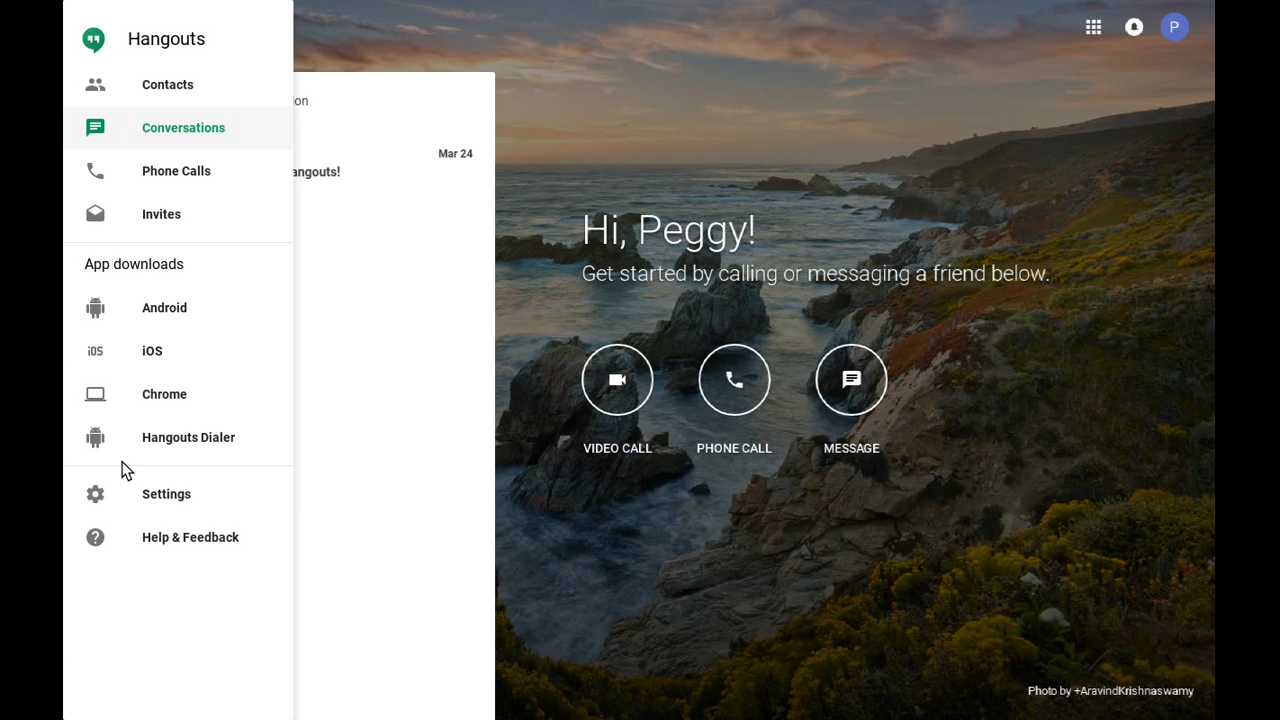 Hangouts
Contacts
Conversations
Phone Calls
Invites
App downloads
Android
iOS
iOS
Chrome
Hangouts Dialer
Settings
Help & Feedback
on
Mar 24
angouts!
P
Hi, Peggy!
Get started by calling or messaging a friend below.
VIDEO CALL
PHONE CALL
MESSAGE
Photo by +AravindKrishnaswamy